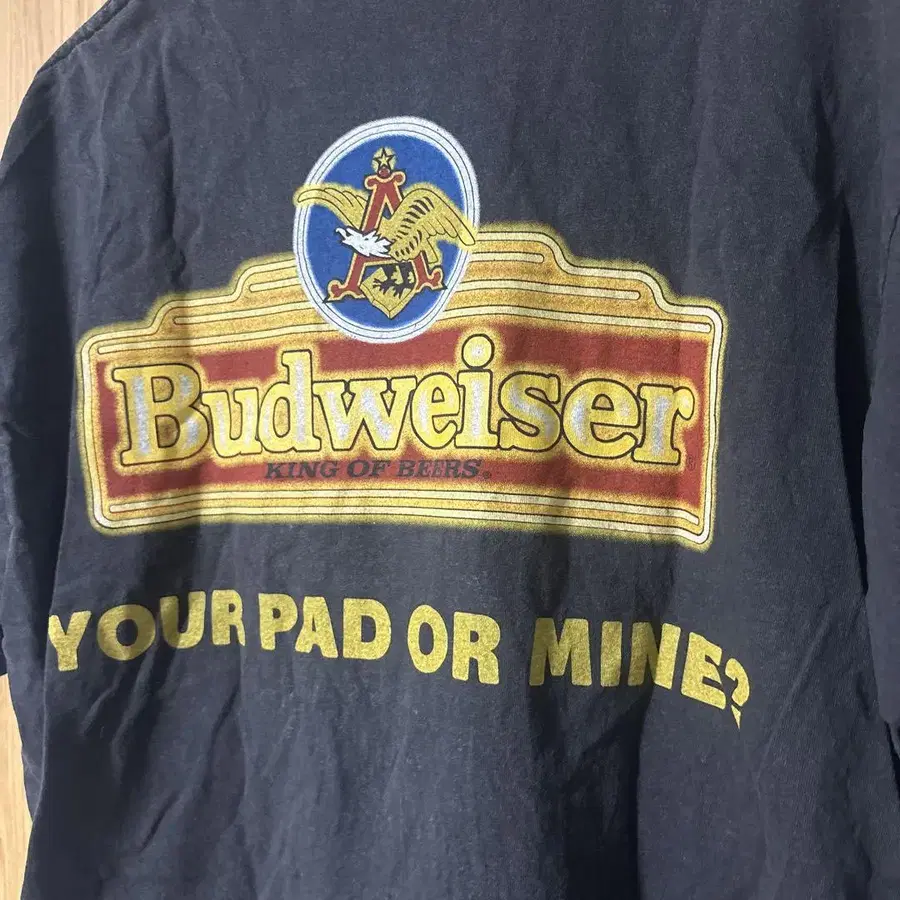 A
Budweiser®
KING OF BEERS®
YOUR PAD OR MINE?